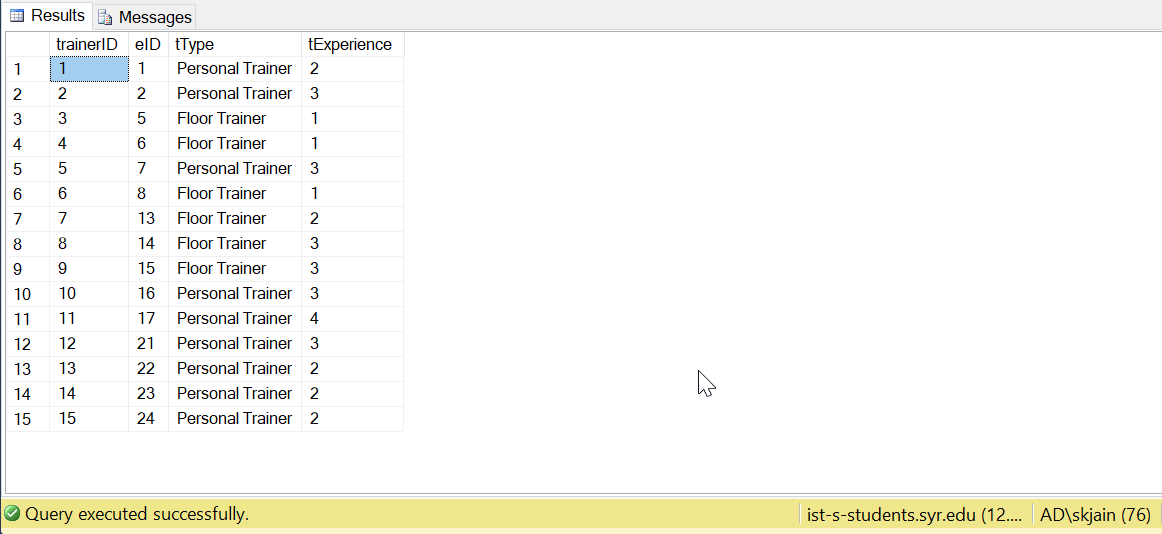 Results Messages
trainerID eID tType tExperience
1 1 1 Personal Trainer 2
2 2 2 Personal Trainer 3
3 3 5 Floor Trainer 1
4 4 6 Floor Trainer 1
5 5 7 Personal Trainer 3
6 6 8 Floor Trainer 1
7 7 13 Floor Trainer 2
8 8 14 Floor Trainer 3
9 9 15 Floor Trainer 3
10 10 16 Personal Trainer 3
11 11 17 Personal Trainer 4
12 12 21 Personal Trainer 3
13 13 22 Personal Trainer 2
14 14 23 Personal Trainer 2
15 15 24 Personal Trainer 2
Query executed successfully. ist-s-students.syr.edu (12.... AD\skjain (76)